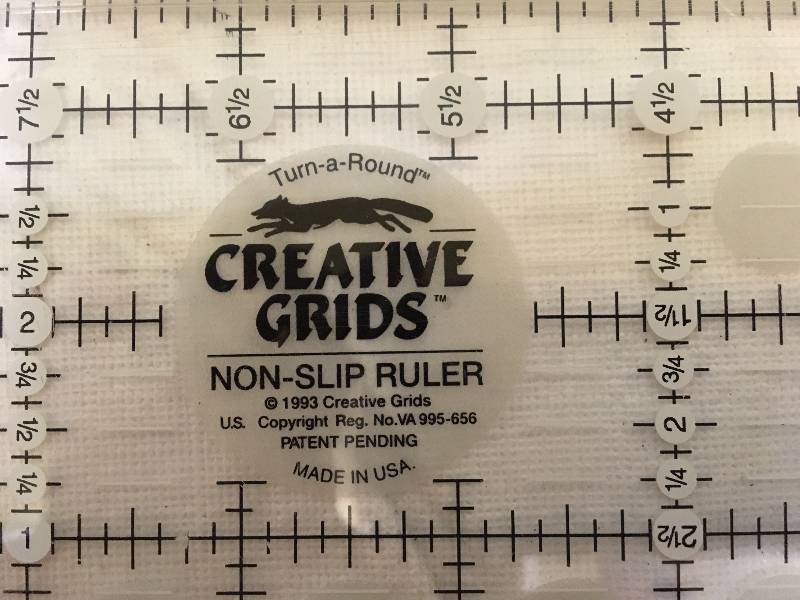 7½ 6½ 5½ 4½
Turn-a-Round™
½ 1
CREATIVE
¼ ¼
GRIDS™
2 1½
NON-SLIP RULER
¾ ¾
© 1993 Creative Grids
U.S. Copyright Reg. No.VA 995-656
½ 2
PATENT PENDING
MADE IN USA.
¼ ¼
1 2½